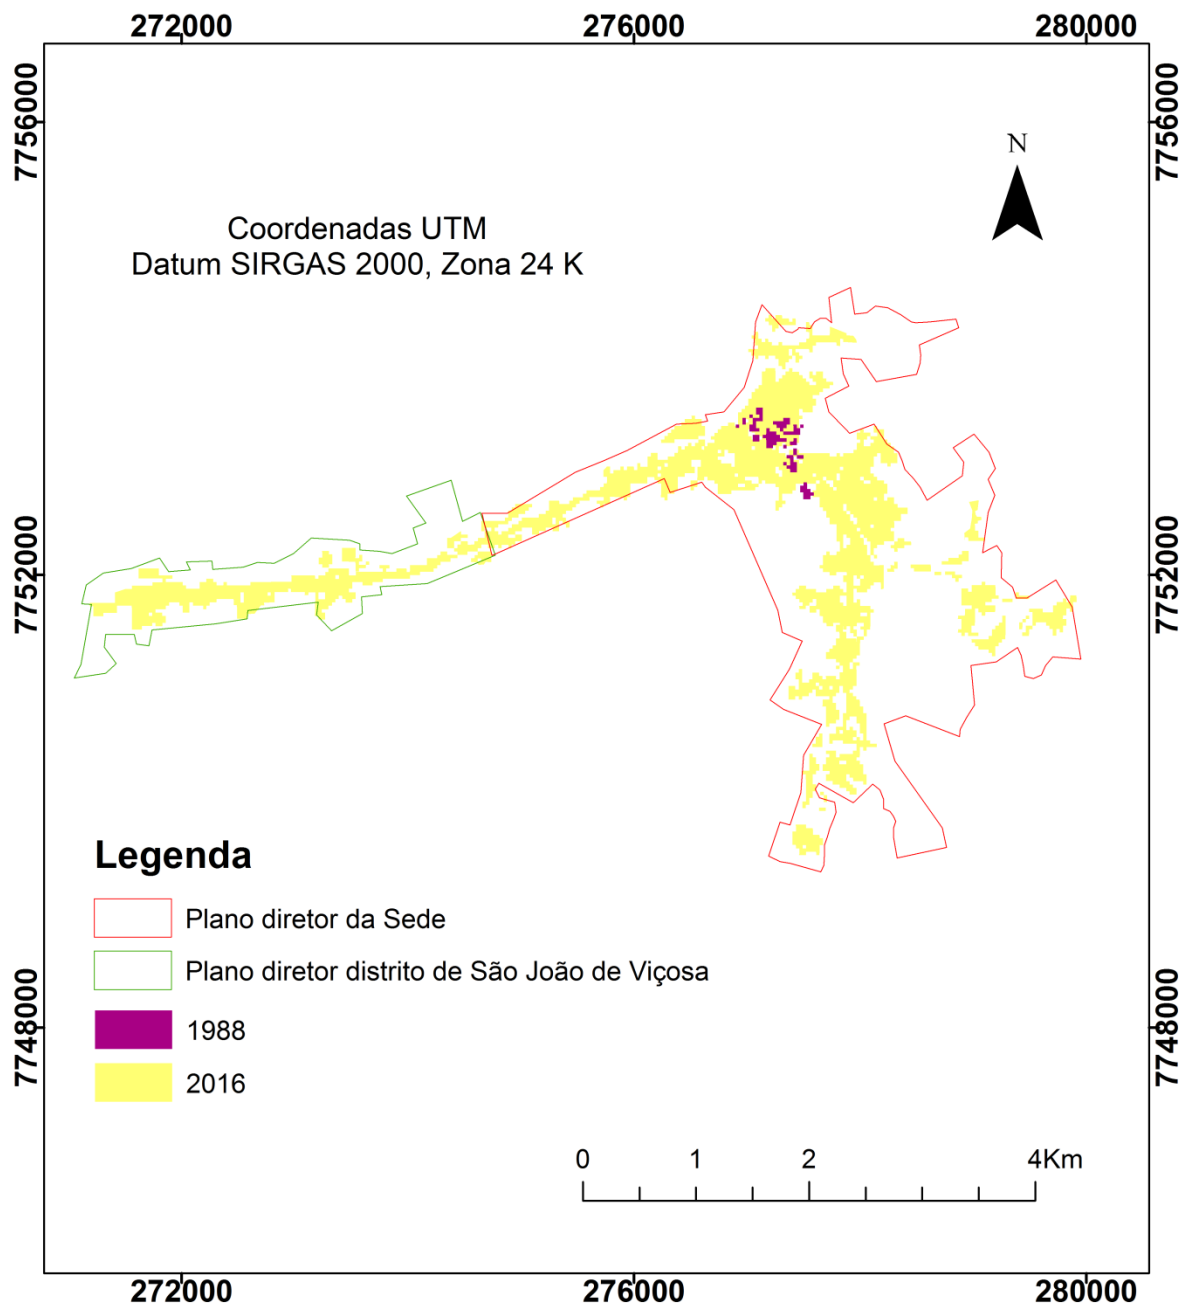 272000
276000
280000
7756000
7756000
N
Coordenadas UTM
Datum SIRGAS 2000, Zona 24 K
7752000
7752000
Legenda
Plano diretor da Sede
Plano diretor distrito de São João de Viçosa
1988
2016
7748000
7748000
0 1 2 4Km
272000
276000
280000